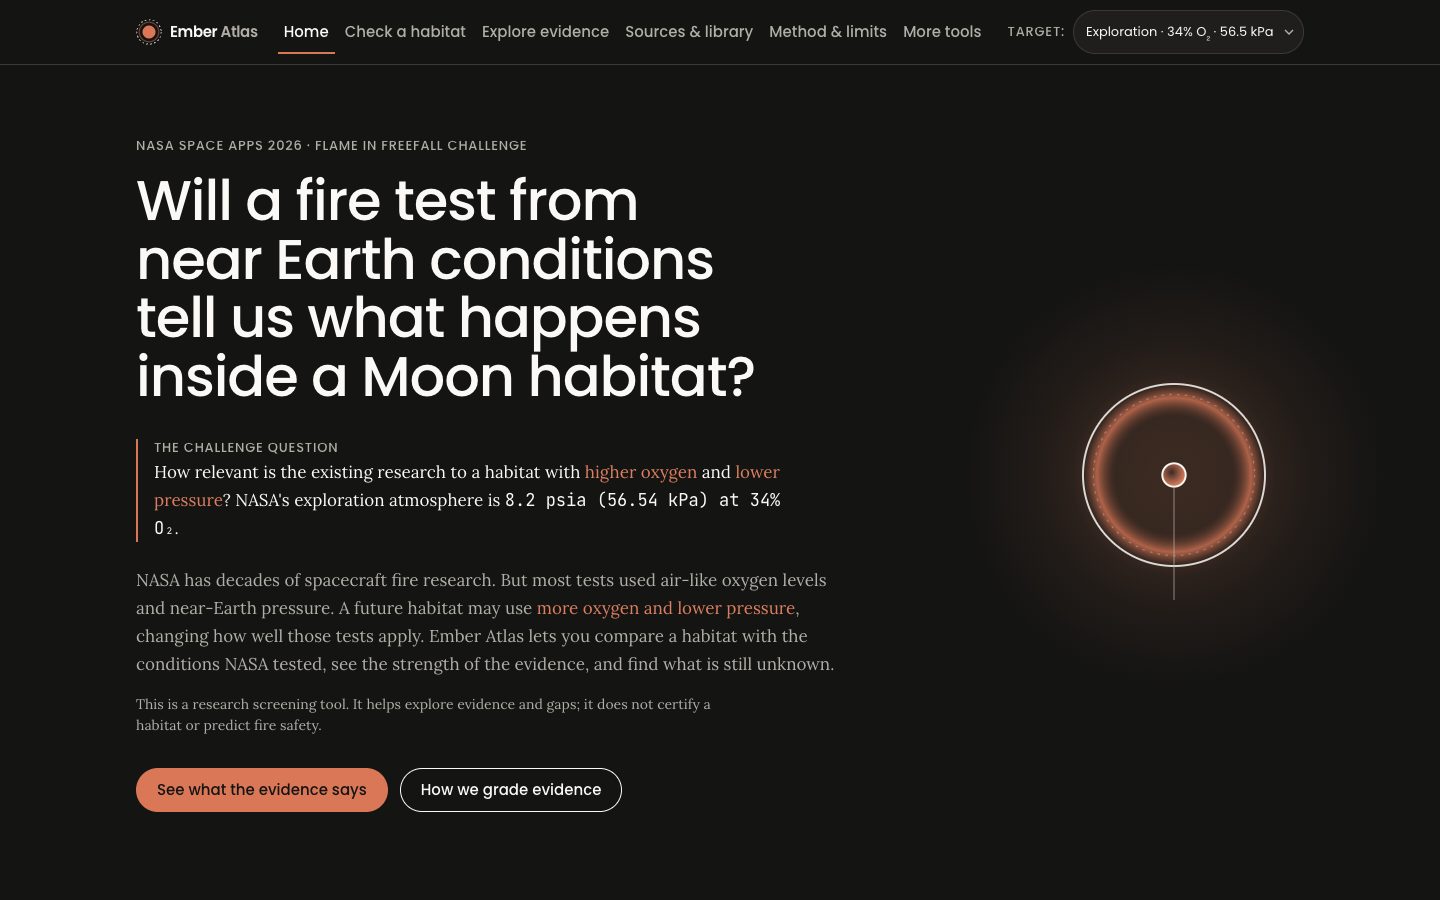 Ember Atlas Home Check a habitat Explore evidence Sources & library Method & limits More tools TARGET: Exploration · 34% O₂ · 56.5 kPa
NASA SPACE APPS 2026 · FLAME IN FREEFALL CHALLENGE
Will a fire test from
near Earth conditions
tell us what happens
inside a Moon habitat?
THE CHALLENGE QUESTION
How relevant is the existing research to a habitat with higher oxygen and lower
pressure? NASA's exploration atmosphere is 8.2 psia (56.54 kPa) at 34%
O₂.
NASA has decades of spacecraft fire research. But most tests used air-like oxygen levels
and near-Earth pressure. A future habitat may use more oxygen and lower pressure,
changing how well those tests apply. Ember Atlas lets you compare a habitat with the
conditions NASA tested, see the strength of the evidence, and find what is still unknown.
This is a research screening tool. It helps explore evidence and gaps; it does not certify a
habitat or predict fire safety.
See what the evidence says How we grade evidence